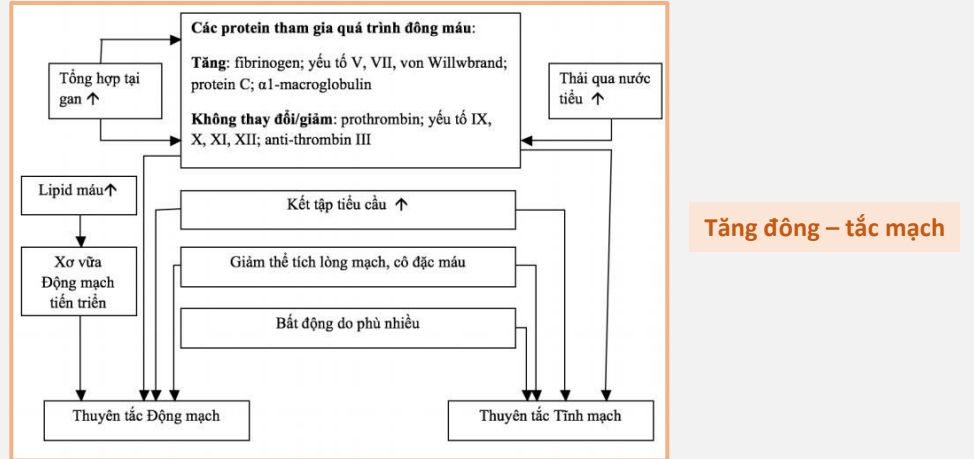 Các protein tham gia quá trình đông máu:
Tăng: fibrinogen; yếu tố V, VII, von Willwbrand;
protein C; α1-macroglobulin
Không thay đổi/giảm: prothrombin; yếu tố IX,
X, XI, XII; anti-thrombin III
Tổng hợp tại
gan ↑
Thải qua nước
tiểu ↑
Lipid máu↑
Kết tập tiểu cầu ↑
Tăng đông – tắc mạch
Xơ vữa
Động mạch
tiến triển
Giảm thể tích lòng mạch, cô đặc máu
Bất động do phù nhiều
Thuyên tắc Động mạch
Thuyên tắc Tĩnh mạch